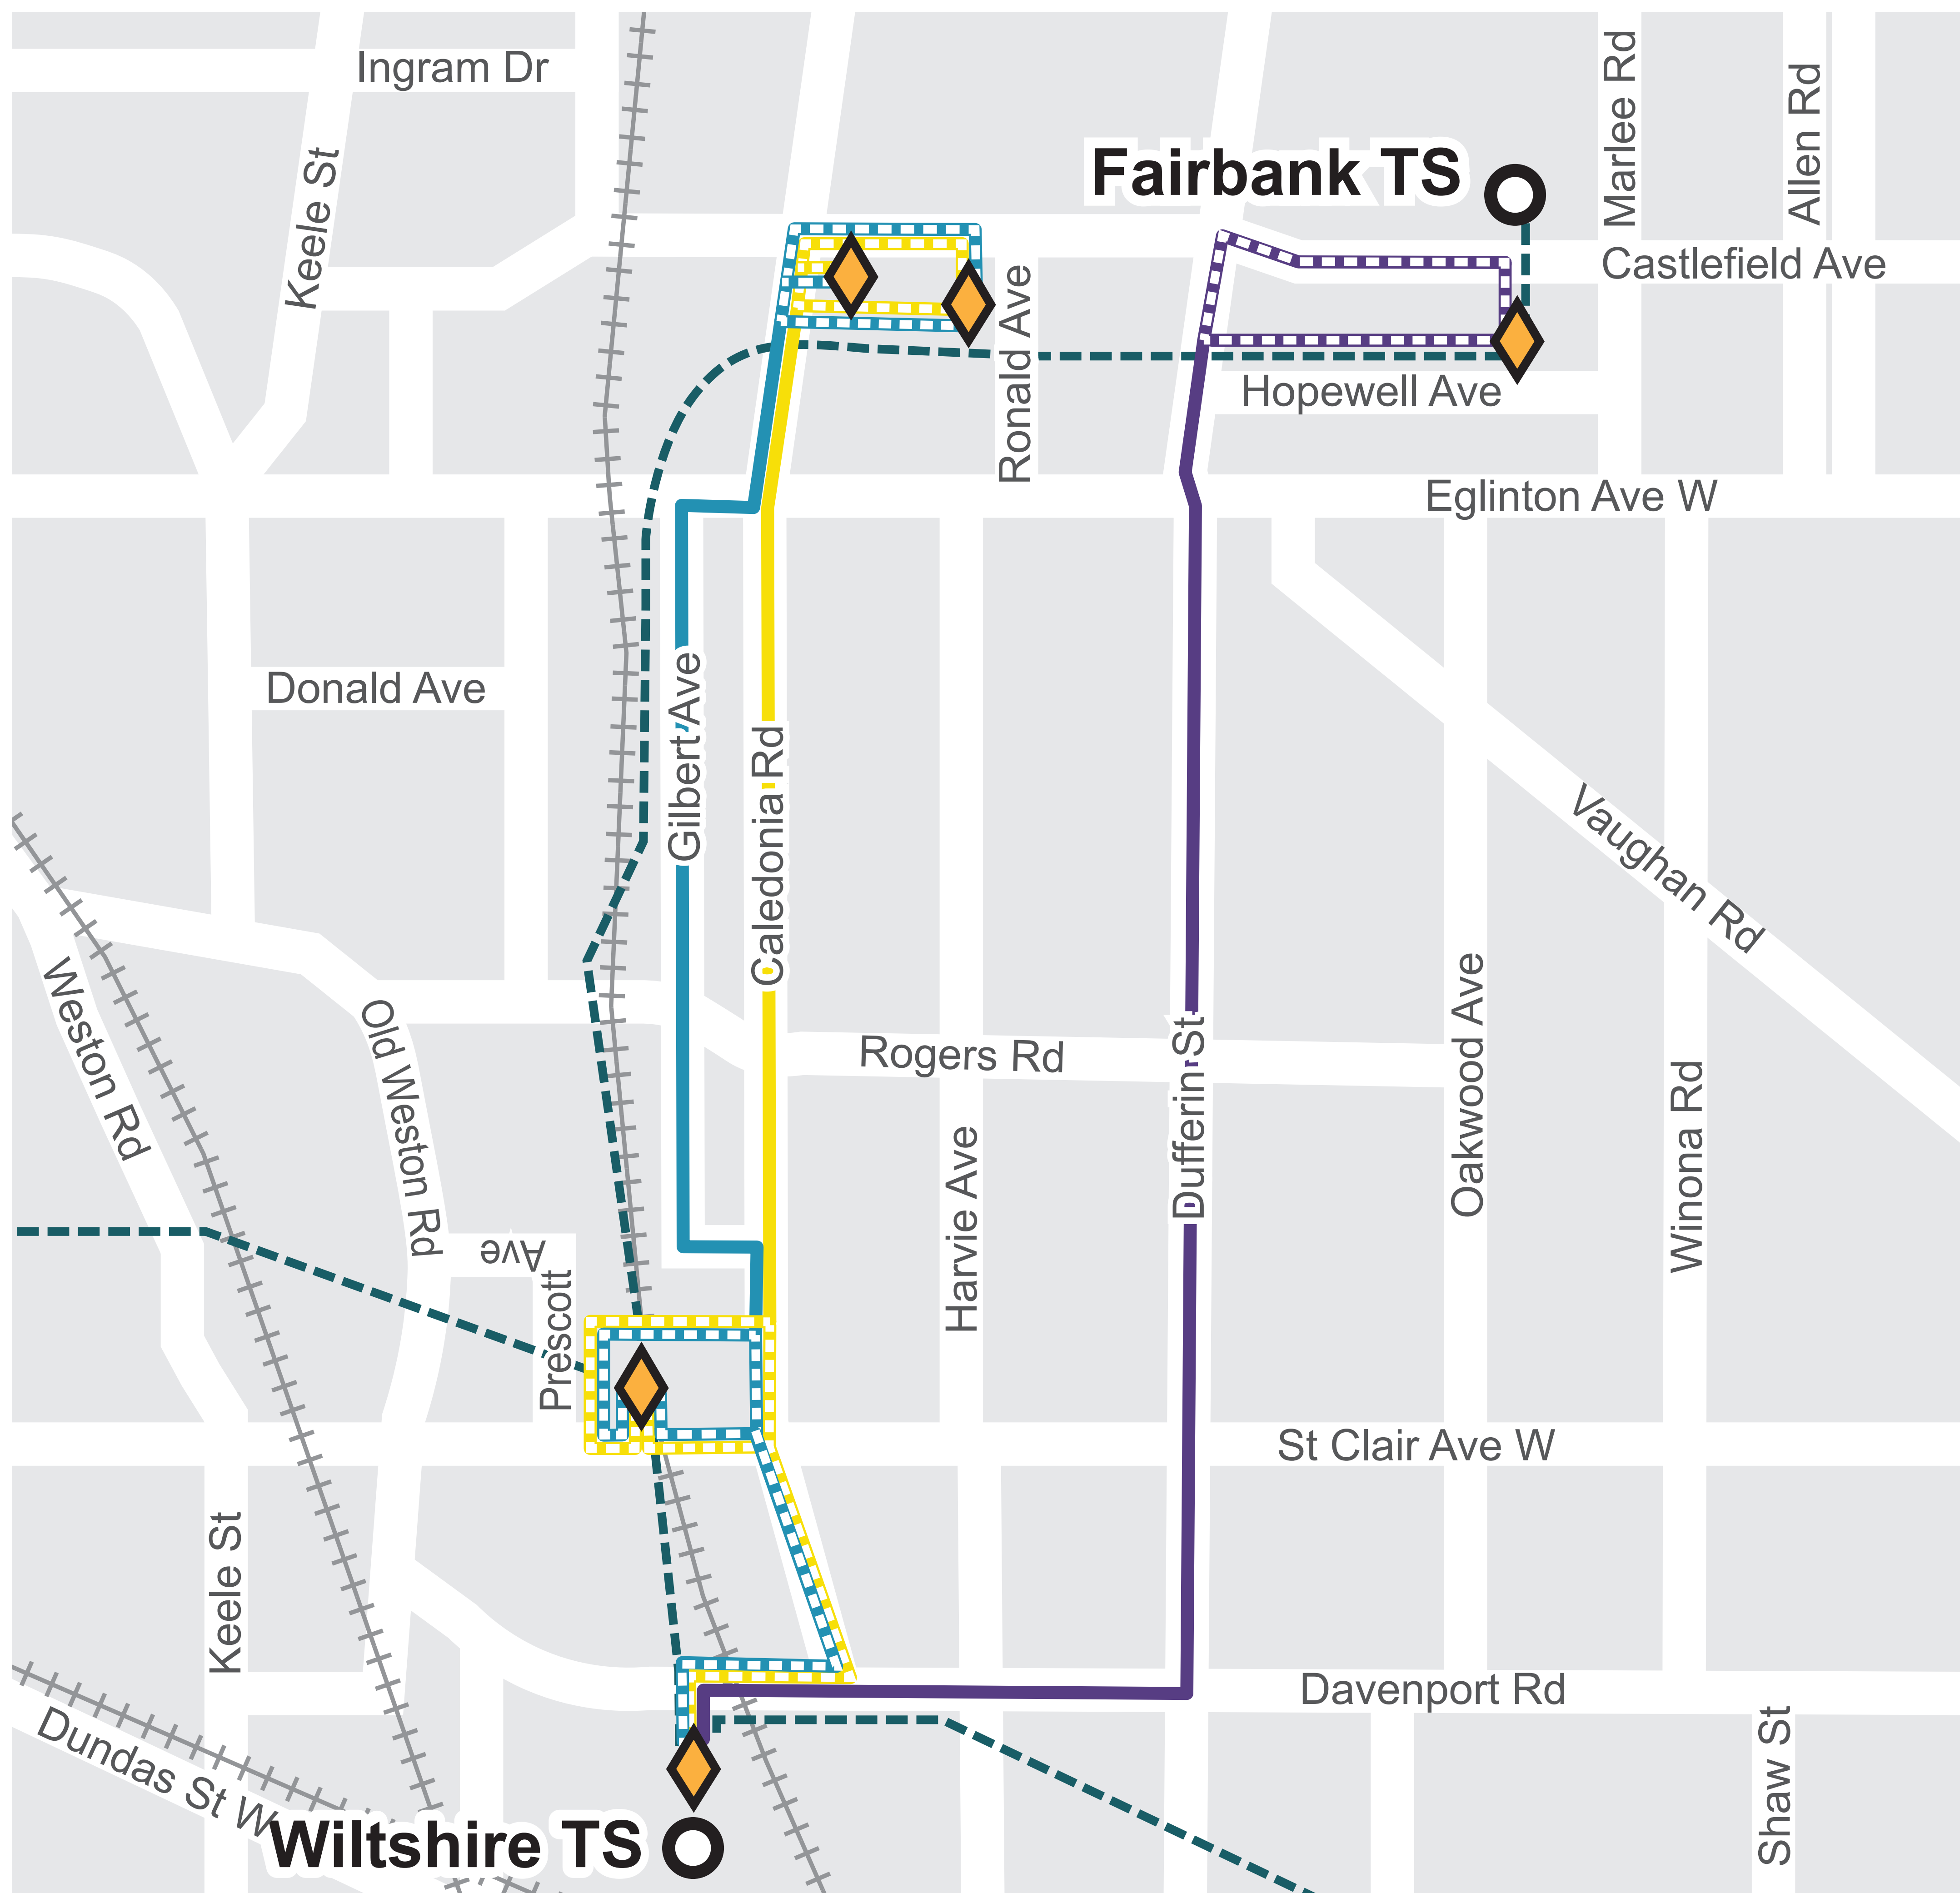 Ingram Dr
Keele St
Fairbank TS
Marlee Rd
Allen Rd
Castlefield Ave
Ronald Ave
Hopewell Ave
Eglinton Ave W
Donald Ave
Gilbert Ave
Caledonia Rd
Vaughan Rd
Weston Rd
Old Weston Rd
Rogers Rd
Dufferin St
Oakwood Ave
Winona Rd
Harvie Ave
Prescott
Ave
St Clair Ave W
Keele St
Davenport Rd
Dundas St W
Shaw St
Wiltshire TS